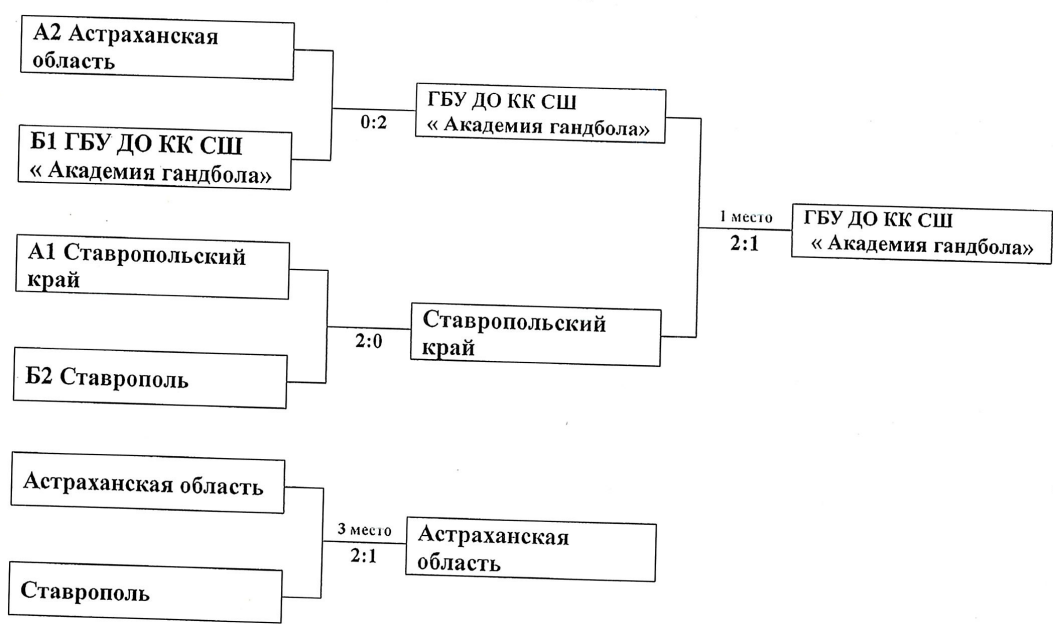 А2 Астраханская
область
0:2
ГБУ ДО КК СШ
« Академия гандбола»
Б1 ГБУ ДО КК СШ
« Академия гандбола»
1 место
2:1
ГБУ ДО КК СШ
« Академия гандбола»
А1 Ставропольский
край
2:0
Ставропольский
край
Б2 Ставрополь
Астраханская область
3 место
2:1
Астраханская
область
Ставрополь